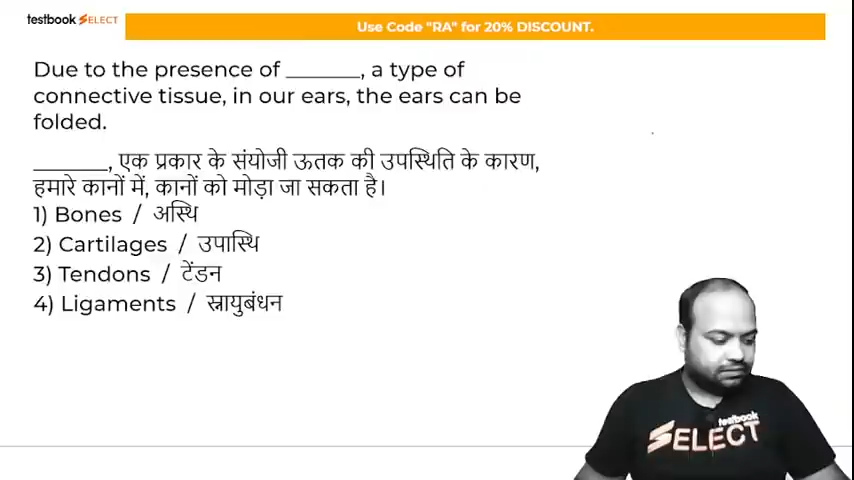 testbook SELECT
Use Code "RA" for 20% DISCOUNT.
Due to the presence of ______, a type of
connective tissue, in our ears, the ears can be
folded.
______, एक प्रकार के संयोजी ऊतक की उपस्थिति के कारण,
हमारे कानों में, कानों को मोड़ा जा सकता है।
1) Bones / अस्थि
2) Cartilages / उपास्थि
3) Tendons / टेंडन
4) Ligaments / स्नायुबंधन
testbook
SELECT